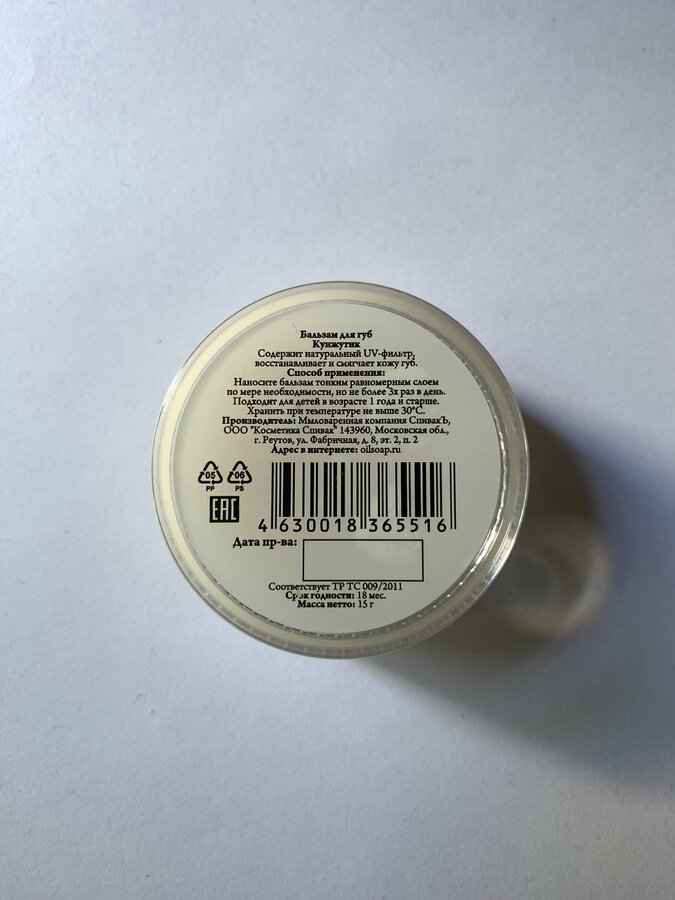 Бальзам для губ
Кунжутик
Содержит натуральный UV-фильтр,
восстанавливает и смягчает кожу губ.
Способ применения:
Наносите бальзам тонким равномерным слоем
по мере необходимости, но не более 3х раз в день.
Подходит для детей в возрасте 1 года и старше.
Хранить при температуре не выше 30°С.
Производитель: Мыловаренная компания СпивакЪ,
ООО "Косметика Спивак" 143960, Московская обл.,
г. Реутов, ул. Фабричная, д. 8, эт. 2, п. 2
Адрес в интернете: oilsoap.ru
05 06
PP PS
EAC
4 630018 365516
Дата пр-ва:
Соответствует ТР ТС 009/2011
Срок годности: 18 мес.
Масса нетто: 15 г